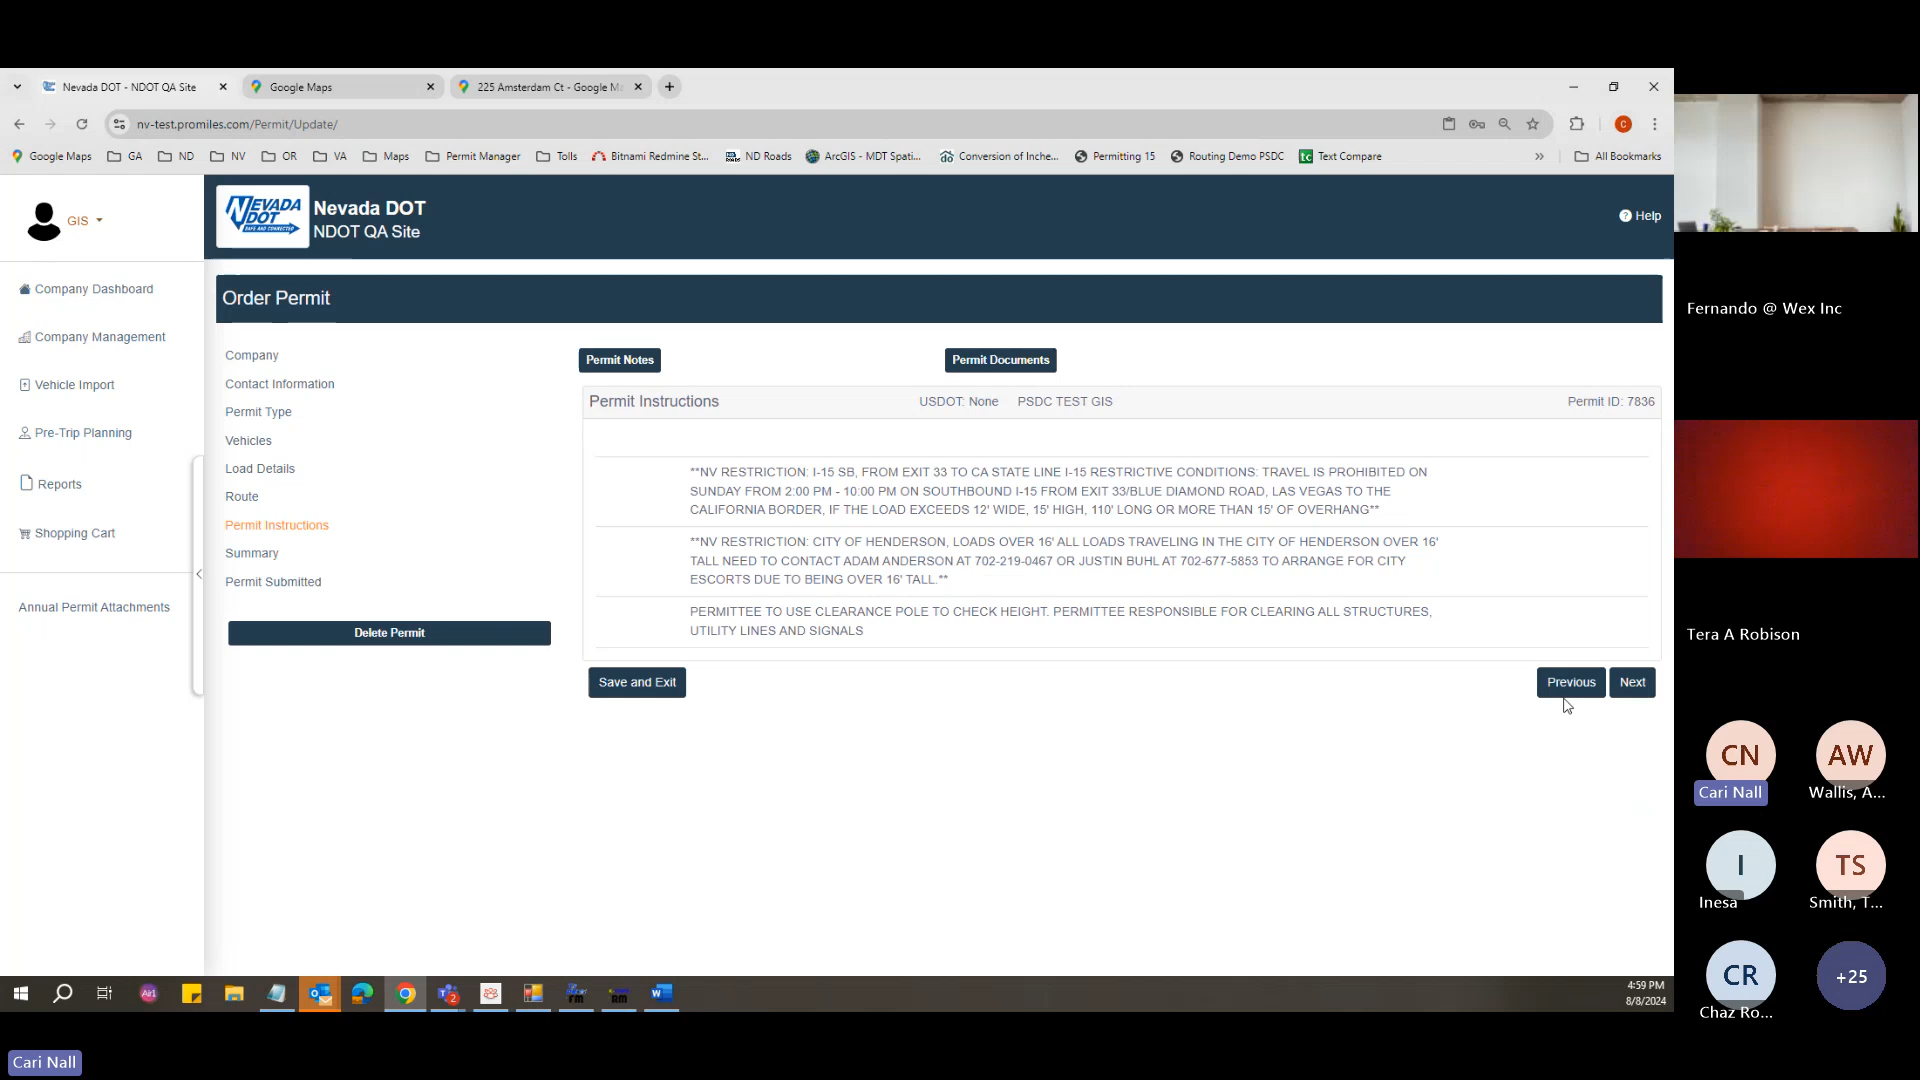 Nevada DOT - NDOT QA Site
Google Maps
225 Amsterdam Ct - Google M
nv-test.promiles.com/Permit/Update/
C
Google Maps
GA
ND
NV
OR
VA
Maps
Permit Manager
Tolls
Bitnami Redmine St...
ND Roads
ArcGIS - MDT Spati...
Conversion of Inche...
Permitting 15
Routing Demo PSDC
tc Text Compare
»
All Bookmarks
GIS
NEVADA
DOT
SAFE AND CONNECTED
Nevada DOT
NDOT QA Site
Help
Company Dashboard
Company Management
Vehicle Import
Pre-Trip Planning
Reports
Shopping Cart
Annual Permit Attachments
Order Permit
Company
Contact Information
Permit Type
Vehicles
Load Details
Route
Permit Instructions
Summary
Permit Submitted
Delete Permit
Permit Notes
Permit Documents
Permit Instructions
USDOT: None PSDC TEST GIS
Permit ID: 7836
**NV RESTRICTION: I-15 SB, FROM EXIT 33 TO CA STATE LINE I-15 RESTRICTIVE CONDITIONS: TRAVEL IS PROHIBITED ON
SUNDAY FROM 2:00 PM - 10:00 PM ON SOUTHBOUND I-15 FROM EXIT 33/BLUE DIAMOND ROAD, LAS VEGAS TO THE
CALIFORNIA BORDER, IF THE LOAD EXCEEDS 12' WIDE, 15' HIGH, 110' LONG OR MORE THAN 15' OF OVERHANG**
**NV RESTRICTION: CITY OF HENDERSON, LOADS OVER 16' ALL LOADS TRAVELING IN THE CITY OF HENDERSON OVER 16'
TALL NEED TO CONTACT ADAM ANDERSON AT 702-219-0467 OR JUSTIN BUHL AT 702-677-5853 TO ARRANGE FOR CITY
ESCORTS DUE TO BEING OVER 16' TALL.**
PERMITTEE TO USE CLEARANCE POLE TO CHECK HEIGHT. PERMITTEE RESPONSIBLE FOR CLEARING ALL STRUCTURES,
UTILITY LINES AND SIGNALS
Save and Exit
Previous
Next
Fernando @ Wex Inc
Tera A Robison
CN
Cari Nall
AW
Wallis, A...
I
Inesa
TS
Smith, T...
CR
Chaz Ro...
+25
4:59 PM
8/8/2024
Cari Nall